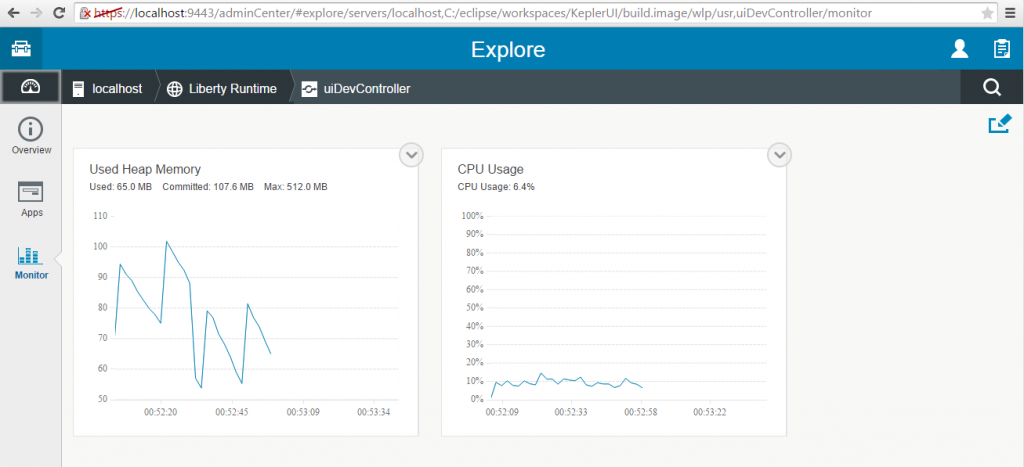 https://localhost:9443/adminCenter/#explore/servers/localhost,C:/eclipse/workspaces/KeplerUI/build.image/wlp/usr,uiDevController/monitor
Explore
localhost Liberty Runtime uiDevController
Overview
Apps
Monitor
Used Heap Memory
Used: 65.0 MB Committed: 107.6 MB Max: 512.0 MB
110
100
90
80
70
60
50
00:52:20 00:52:45 00:53:09 00:53:34
CPU Usage
CPU Usage: 6.4%
100%
90%
80%
70%
60%
50%
40%
30%
20%
10%
0%
00:52:09 00:52:33 00:52:58 00:53:22